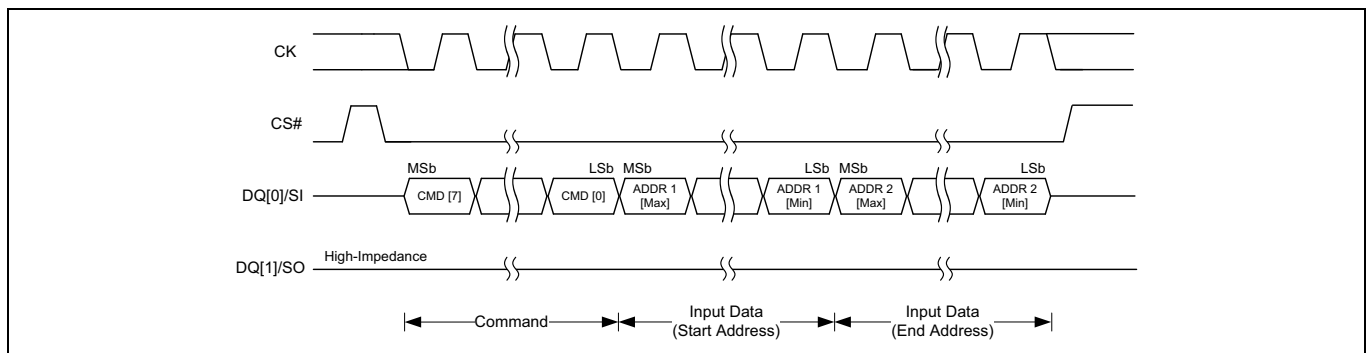 CK
CS#
MSb LSb MSb LSb MSb LSb
DQ[0]/SI CMD [7] CMD [0] ADDR 1 [Max] ADDR 1 [Min] ADDR 2 [Max] ADDR 2 [Min]
DQ[1]/SO High-Impedance
Command Input Data (Start Address) Input Data (End Address)